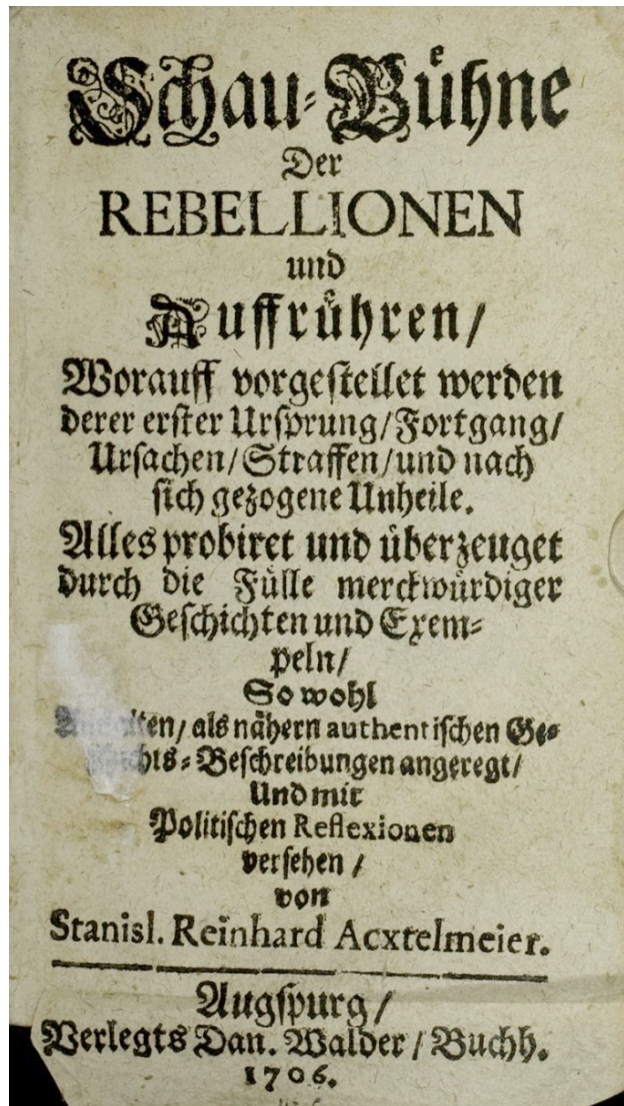 Schau-Bühne
Der
REBELLIONEN
und
Auffrühren/
Worauff vorgestellet werden
derer erster Ursprung/Fortgang/
Ursachen/Straffen/und nach
sich gezogene Unheile.
Alles probiret und überzeuget
durch die Fülle merckwürdiger
Geschichten und Exem-
peln/
So wohl
als nähern authentischen Ge-
Beschreibungen angeregt/
Und mit
Politischen Reflexionen
versehen/
von
Stanisl. Reinhard Acxtelmeier.
Augspurg/
Verlegts Dan. Walder/Buchh.
1706.